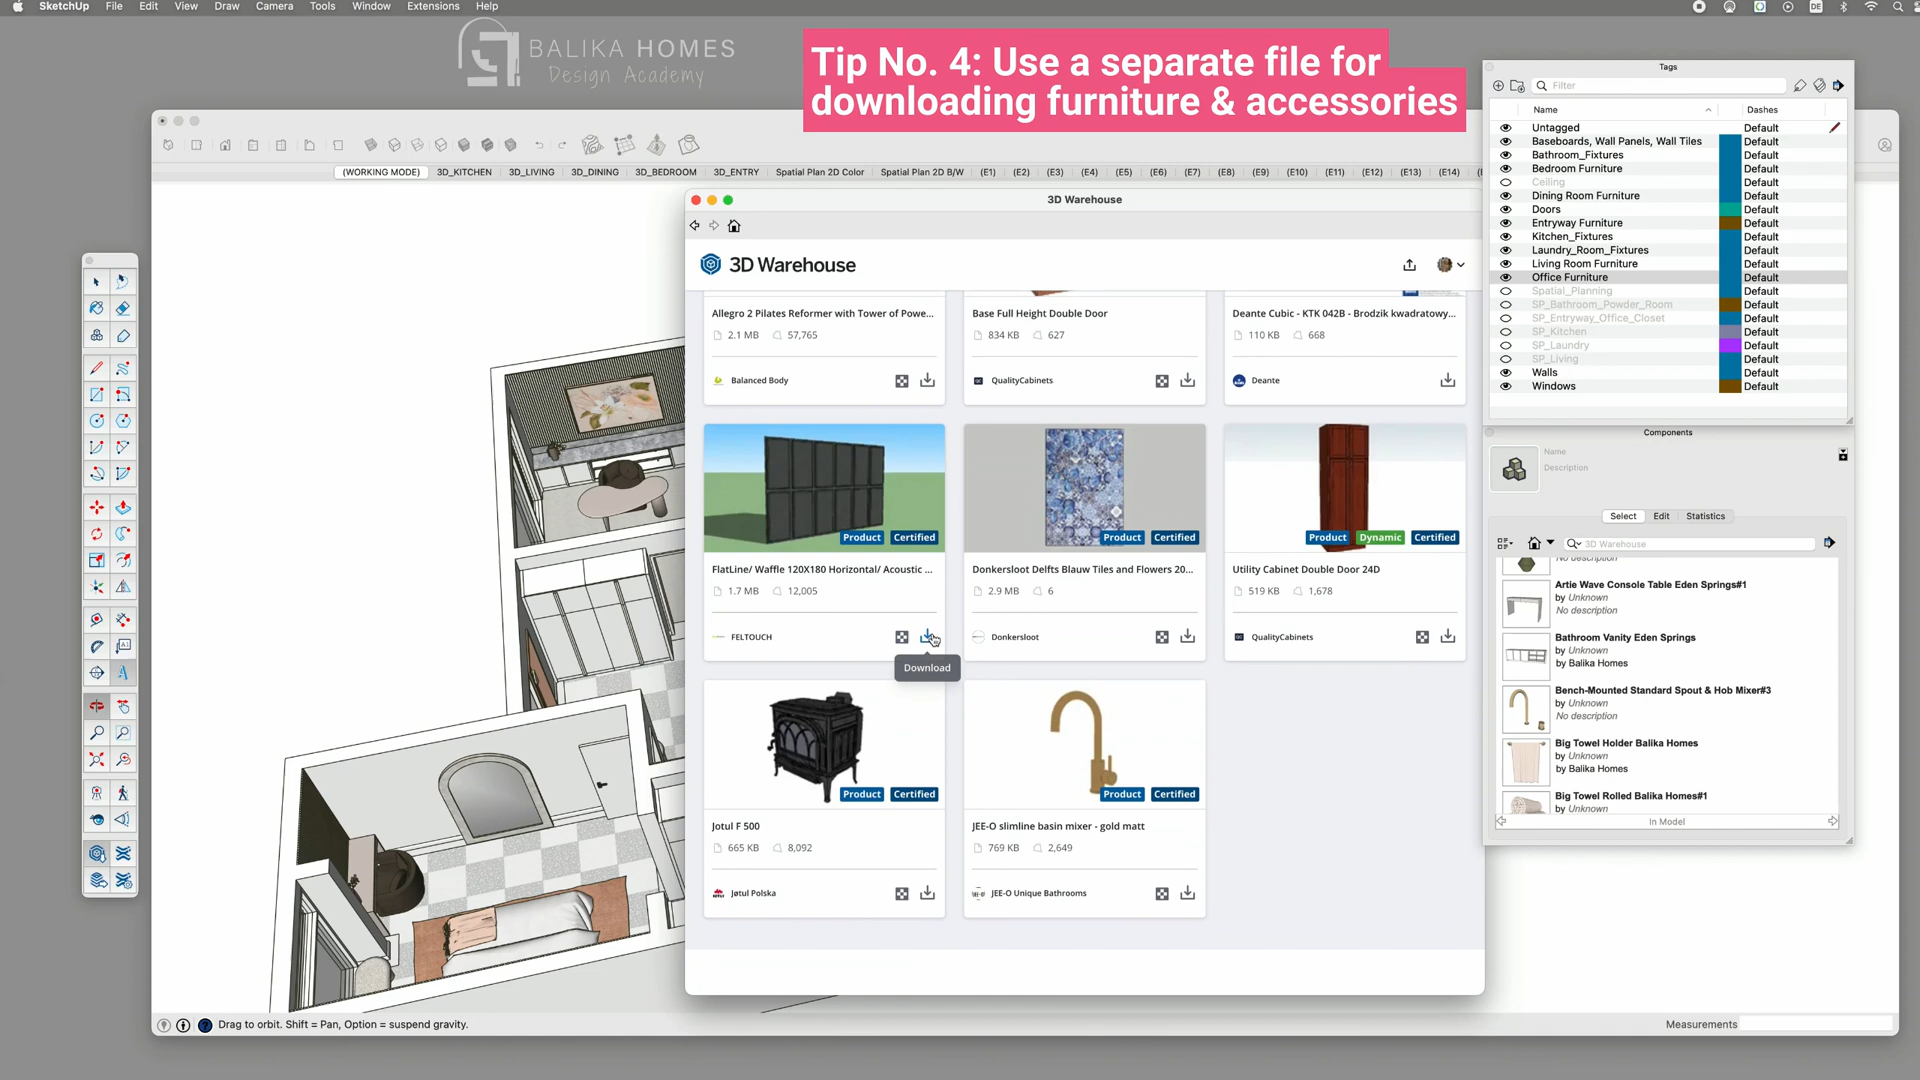 SketchUp File Edit View Draw Camera Tools Window Extensions Help
DE
BALIKA HOMES
Design Academy
Tip No. 4: Use a separate file for
downloading furniture & accessories
(WORKING MODE) 3D_KITCHEN 3D_LIVING 3D_DINING 3D_BEDROOM 3D_ENTRY Spatial Plan 2D Color Spatial Plan 2D B/W (E1) (E2) (E3) (E4) (E5) (E6) (E7) (E8) (E9) (E10) (E11) (E12) (E13) (E14)
3D Warehouse
3D Warehouse
Allegro 2 Pilates Reformer with Tower of Powe...
2.1 MB 57,765
Balanced Body
Base Full Height Double Door
834 KB 627
QualityCabinets
Deante Cubic - KTK 042B - Brodzik kwadratowy...
110 KB 668
Deante
Product Certified
FlatLine/ Waffle 120X180 Horizontal/ Acoustic ...
1.7 MB 12,005
FELTOUCH
Download
Product Certified
Donkersloot Delfts Blauw Tiles and Flowers 20...
2.9 MB 6
Donkersloot
Product Dynamic Certified
Utility Cabinet Double Door 24D
519 KB 1,678
QualityCabinets
Product Certified
Jotul F 500
665 KB 8,092
Jøtul Polska
Product Certified
JEE-O slimline basin mixer - gold matt
769 KB 2,649
JEE-O Unique Bathrooms
Tags
Filter
Name Dashes
Untagged Default
Baseboards, Wall Panels, Wall Tiles Default
Bathroom_Fixtures Default
Bedroom Furniture Default
Ceiling Default
Dining Room Furniture Default
Doors Default
Entryway Furniture Default
Kitchen_Fixtures Default
Laundry_Room_Fixtures Default
Living Room Furniture Default
Office Furniture Default
Spatial_Planning Default
SP_Bathroom_Powder_Room Default
SP_Entryway_Office_Closet Default
SP_Kitchen Default
SP_Laundry Default
SP_Living Default
Walls Default
Windows Default
Components
Name
Description
Select Edit Statistics
3D Warehouse
No description
Artie Wave Console Table Eden Springs#1
by Unknown
No description
Bathroom Vanity Eden Springs
by Unknown
by Balika Homes
Bench-Mounted Standard Spout & Hob Mixer#3
by Unknown
No description
Big Towel Holder Balika Homes
by Unknown
by Balika Homes
Big Towel Rolled Balika Homes#1
by Unknown
In Model
Drag to orbit. Shift = Pan, Option = suspend gravity.
Measurements